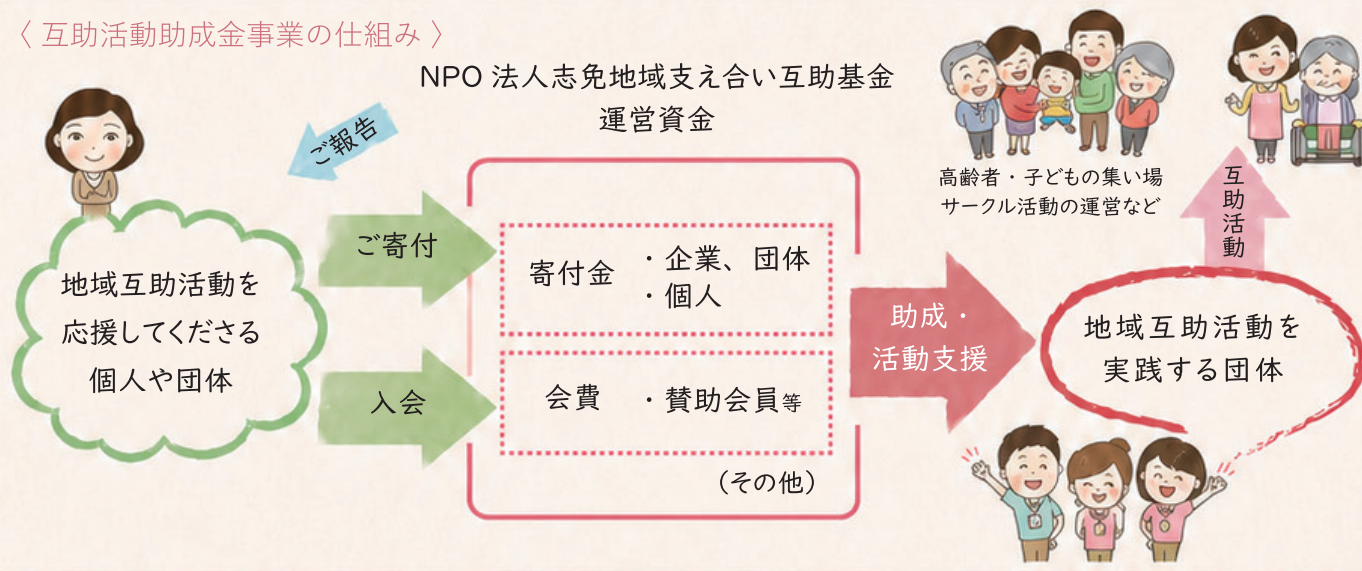 〈 互助活動助成金事業の仕組み 〉
NPO 法人志免地域支え合い互助基金
運営資金
ご報告
地域互助活動を
応援してくださる
個人や団体
ご寄付
入会
寄付金
・企業、団体
・個人
会費
・賛助会員等
（その他）
助成・
活動支援
地域互助活動を
実践する団体
互助活動
高齢者・子どもの集い場
サークル活動の運営など